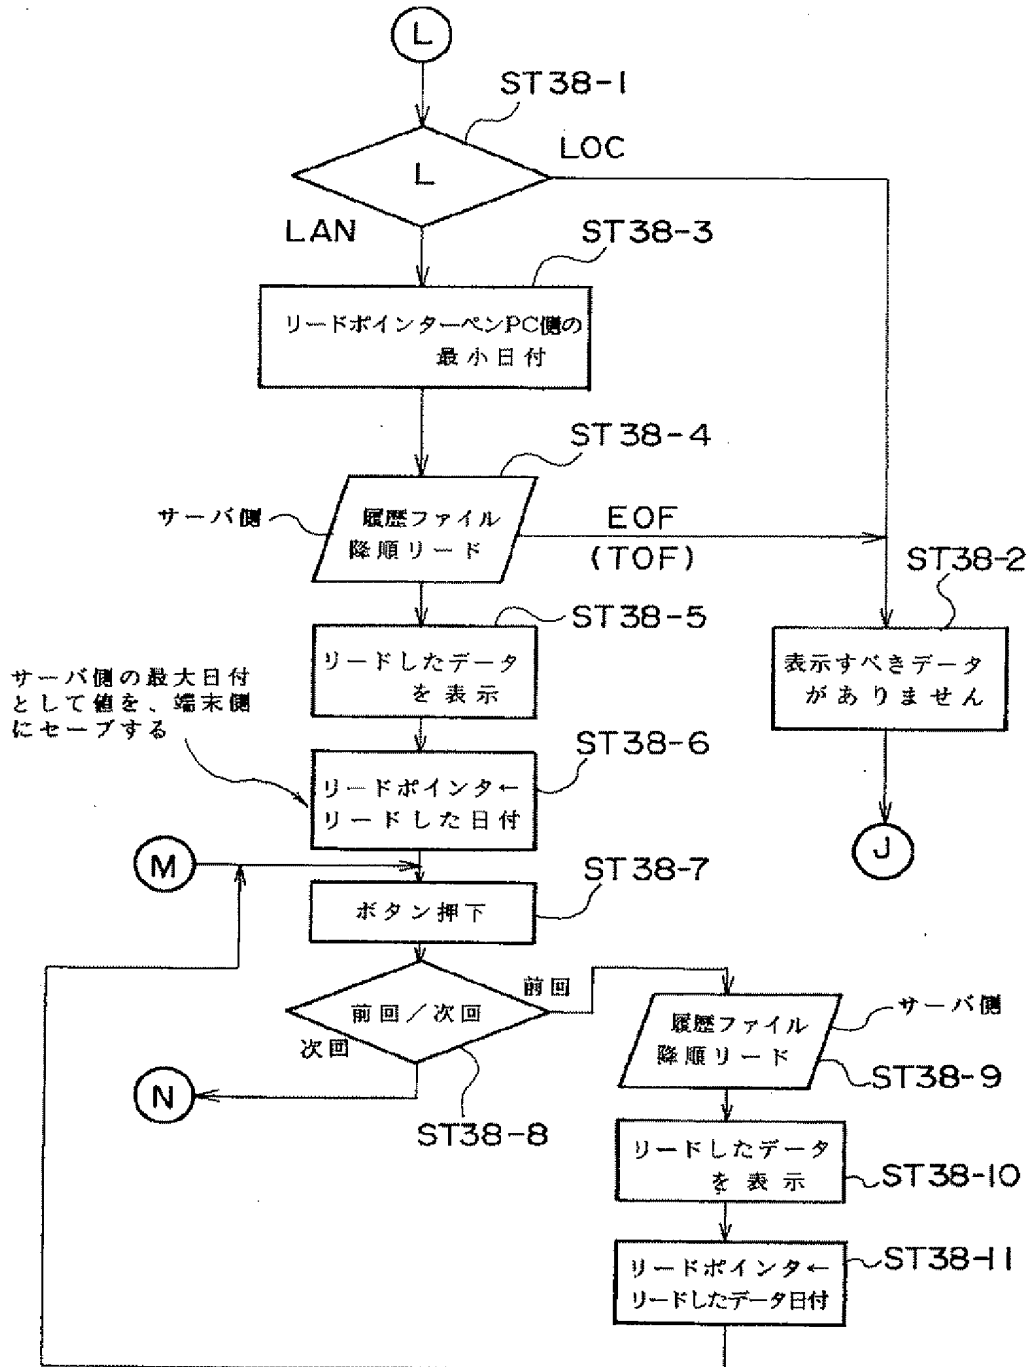 L
ST38-1
L
LOC
LAN
ST38-3
リードポインターペンPC側の
最小日付
ST38-4
サーバ側
履歴ファイル
降順リード
EOF
(TOF)
ST38-2
表示すべきデータ
がありません
J
ST38-5
リードしたデータ
を表示
サーバ側の最大日付
として値を、端末側
にセーブする
ST38-6
リードポインタ←
リードした日付
M
ST38-7
ボタン押下
前回/次回
前回
次回
N
ST38-8
サーバ側
履歴ファイル
降順リード
ST38-9
リードしたデータ
を表示
ST38-10
リードポインタ←
リードしたデータ日付
ST38-11